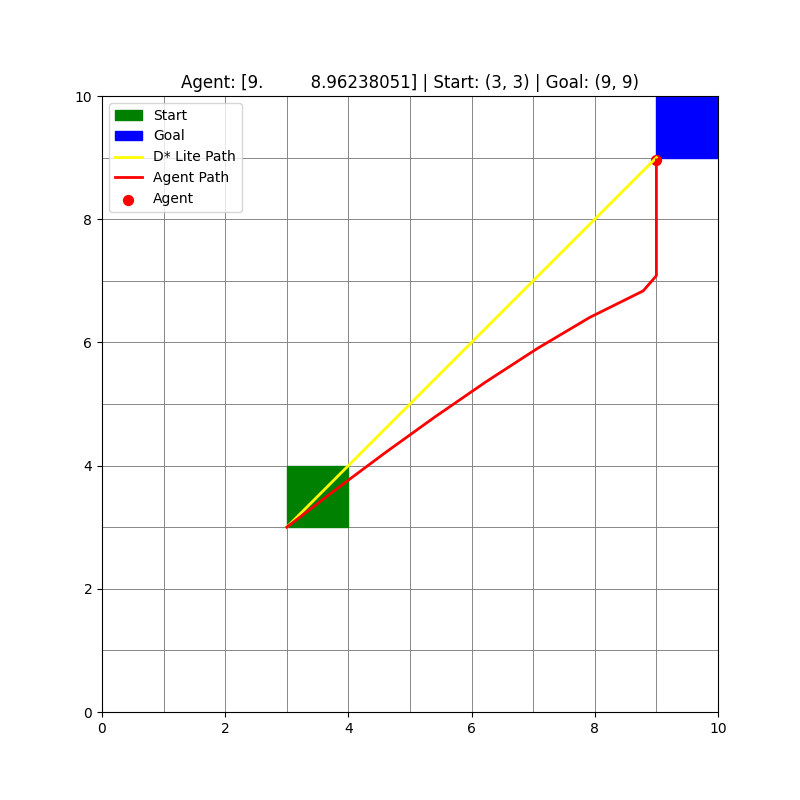 Agent: [9.         8.96238051] | Start: (3, 3) | Goal: (9, 9)
Start
Goal
D* Lite Path
Agent Path
Agent
10
8
6
4
2
0
0 2 4 6 8 10